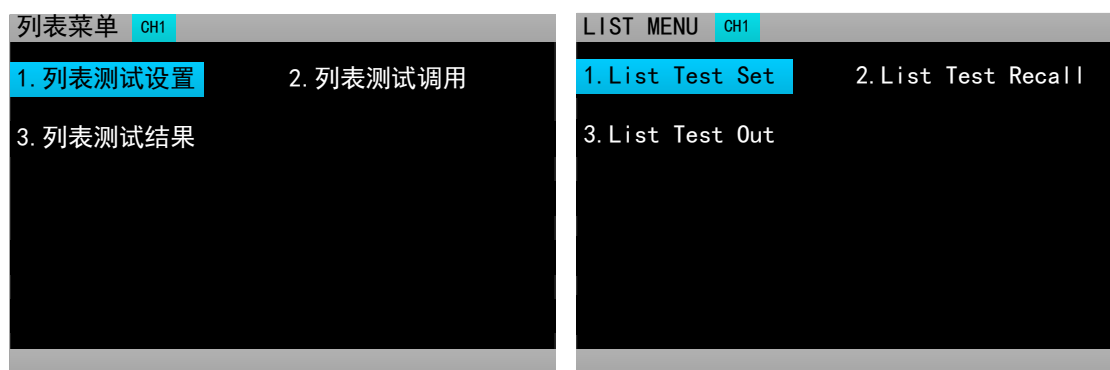 列表菜单 CH1
1.列表测试设置 2.列表测试调用
3.列表测试结果
LIST MENU CH1
1.List Test Set 2.List Test Recall
3.List Test Out